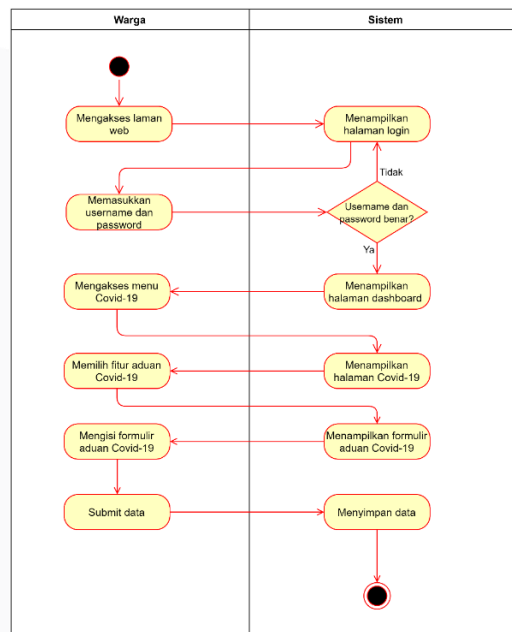 Warga
Sistem
Mengakses laman
web
Menampilkan
halaman login
Tidak
Memasukkan
username dan
password
Username dan
password benar?
Ya
Mengakses menu
Covid-19
Menampilkan
halaman dashboard
Memilih fitur aduan
Covid-19
Menampilkan
halaman Covid-19
Mengisi formulir
aduan Covid-19
Menampilkan formulir
aduan Covid-19
Submit data
Menyimpan data